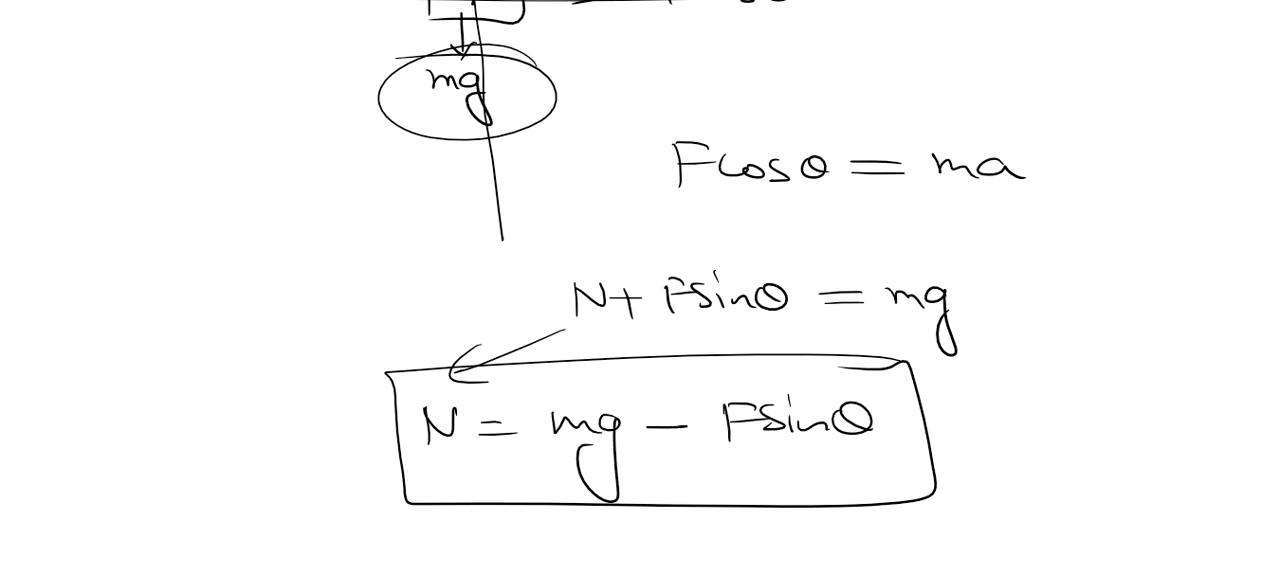 mg
Fcosθ = ma
N+ Fsinθ = mg
N = mg - Fsinθ